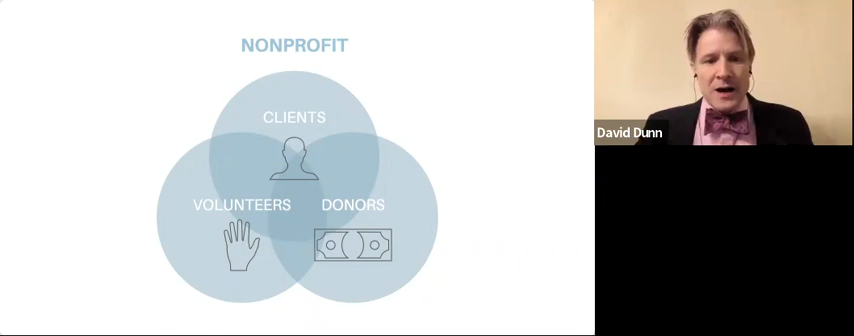 NONPROFIT
CLIENTS
VOLUNTEERS DONORS
David Dunn